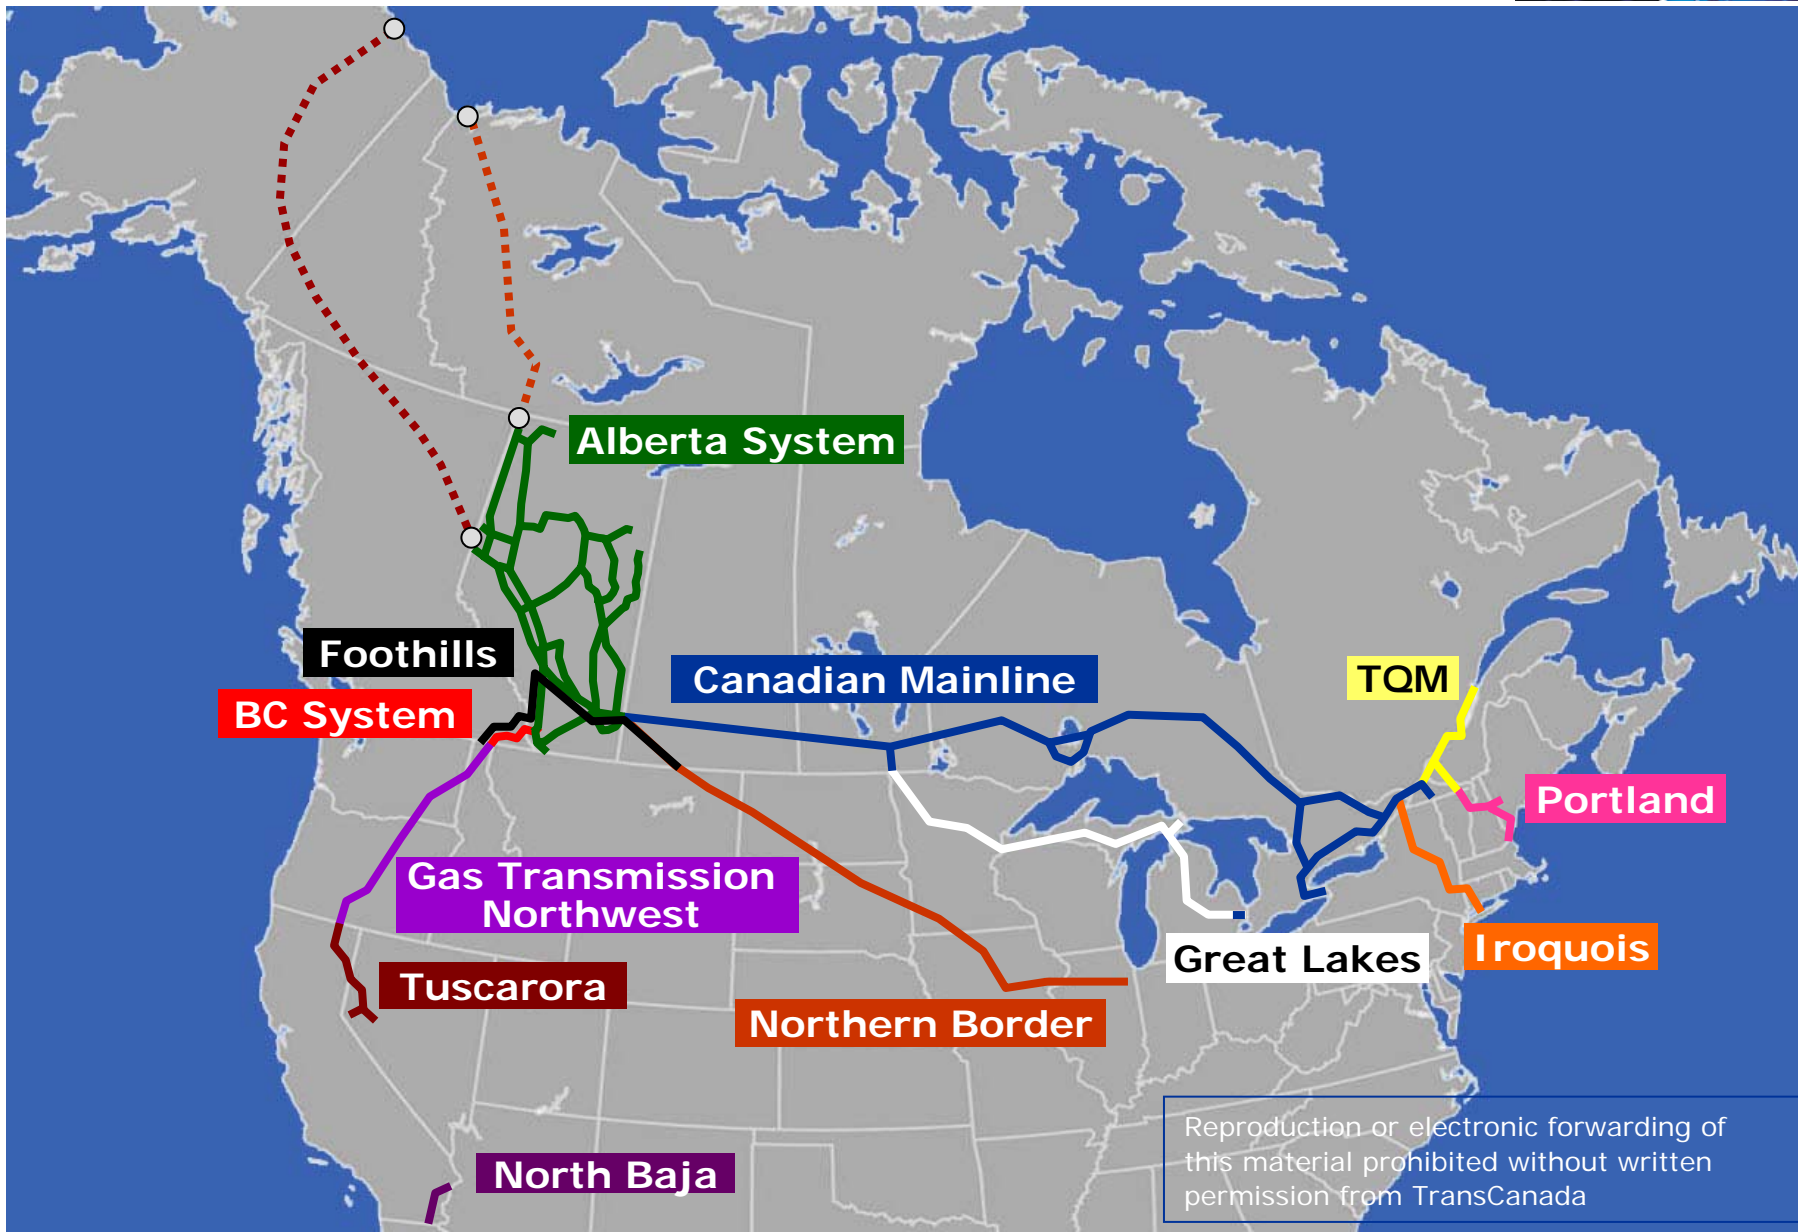 Alberta System
Foothills
BC System
Canadian Mainline
TQM
Portland
Gas Transmission
Northwest
Great Lakes
Iroquois
Tuscarora
Northern Border
North Baja
Reproduction or electronic forwarding of
this material prohibited without written
permission from TransCanada